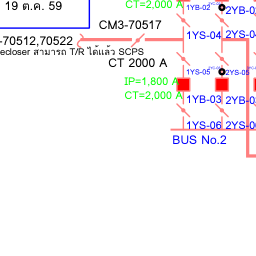 19 ต.ค. 59
CT=2,000 A
1YB-02
2YB-0
CM3-70517
1YS-04
2YS-04
-70512,70522
ecloser สามารถ T/R ได้แล้ว SCPS
CT 2000 A
1YS-05
2YS-05
IP=1,800 A
CT=2,000 A
1YB-03
2YB-0
1YS-06
2YS-06
BUS No.2